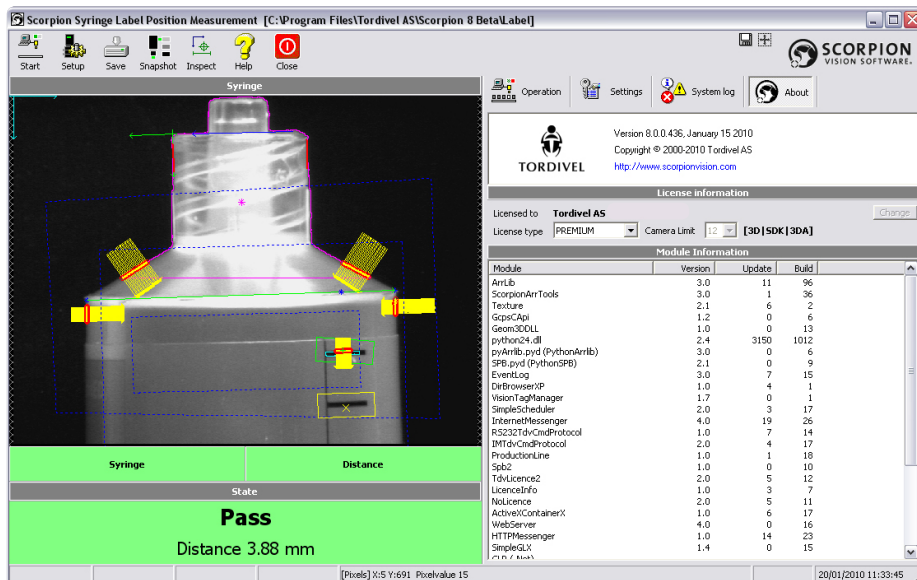 Scorpion Syringe Label Position Measurement [C:\Program Files\Tordivel AS\Scorpion 8 Beta\Label]
Start Setup Save Snapshot Inspect Help Close
SCORPION
VISION SOFTWARE.
Syringe
Operation Settings System log About
TORDIVEL
Version 8.0.0.436, January 15 2010
Copyright © 2000-2010 Tordivel AS
http://www.scorpionvision.com
License information
Licensed to Tordivel AS Change
License type PREMIUM Camera Limit 12 [3D|SDK|3DA]
Module Information
Module Version Update Build
ArrLib 3.0 11 96
ScorpionArrTools 3.0 1 36
Texture 2.1 6 2
GcpsCApi 1.2 0 6
Geom3DDLL 1.0 0 13
python24.dll 2.4 3150 1012
pyArrlib.pyd (PythonArrlib) 3.0 0 6
SPB.pyd (PythonSPB) 2.1 0 9
EventLog 3.0 7 15
DirBrowserXP 1.0 4 1
VisionTagManager 1.7 0 1
SimpleScheduler 2.0 3 17
InternetMessenger 4.0 19 26
RS232TdvCmdProtocol 1.0 7 14
IMTdvCmdProtocol 2.0 4 17
ProductionLine 1.0 1 18
Spb2 1.0 0 10
TdvLicence2 2.0 5 12
LicenceInfo 1.0 3 7
NoLicence 2.0 5 11
ActiveXContainerX 1.0 6 17
WebServer 4.0 0 16
HTTPMessenger 1.0 14 23
SimpleGLX 1.4 0 15
Syringe Distance
State
Pass
Distance 3.88 mm
[Pixels] X:5 Y:691 Pixelvalue 15
20/01/2010 11:33:45